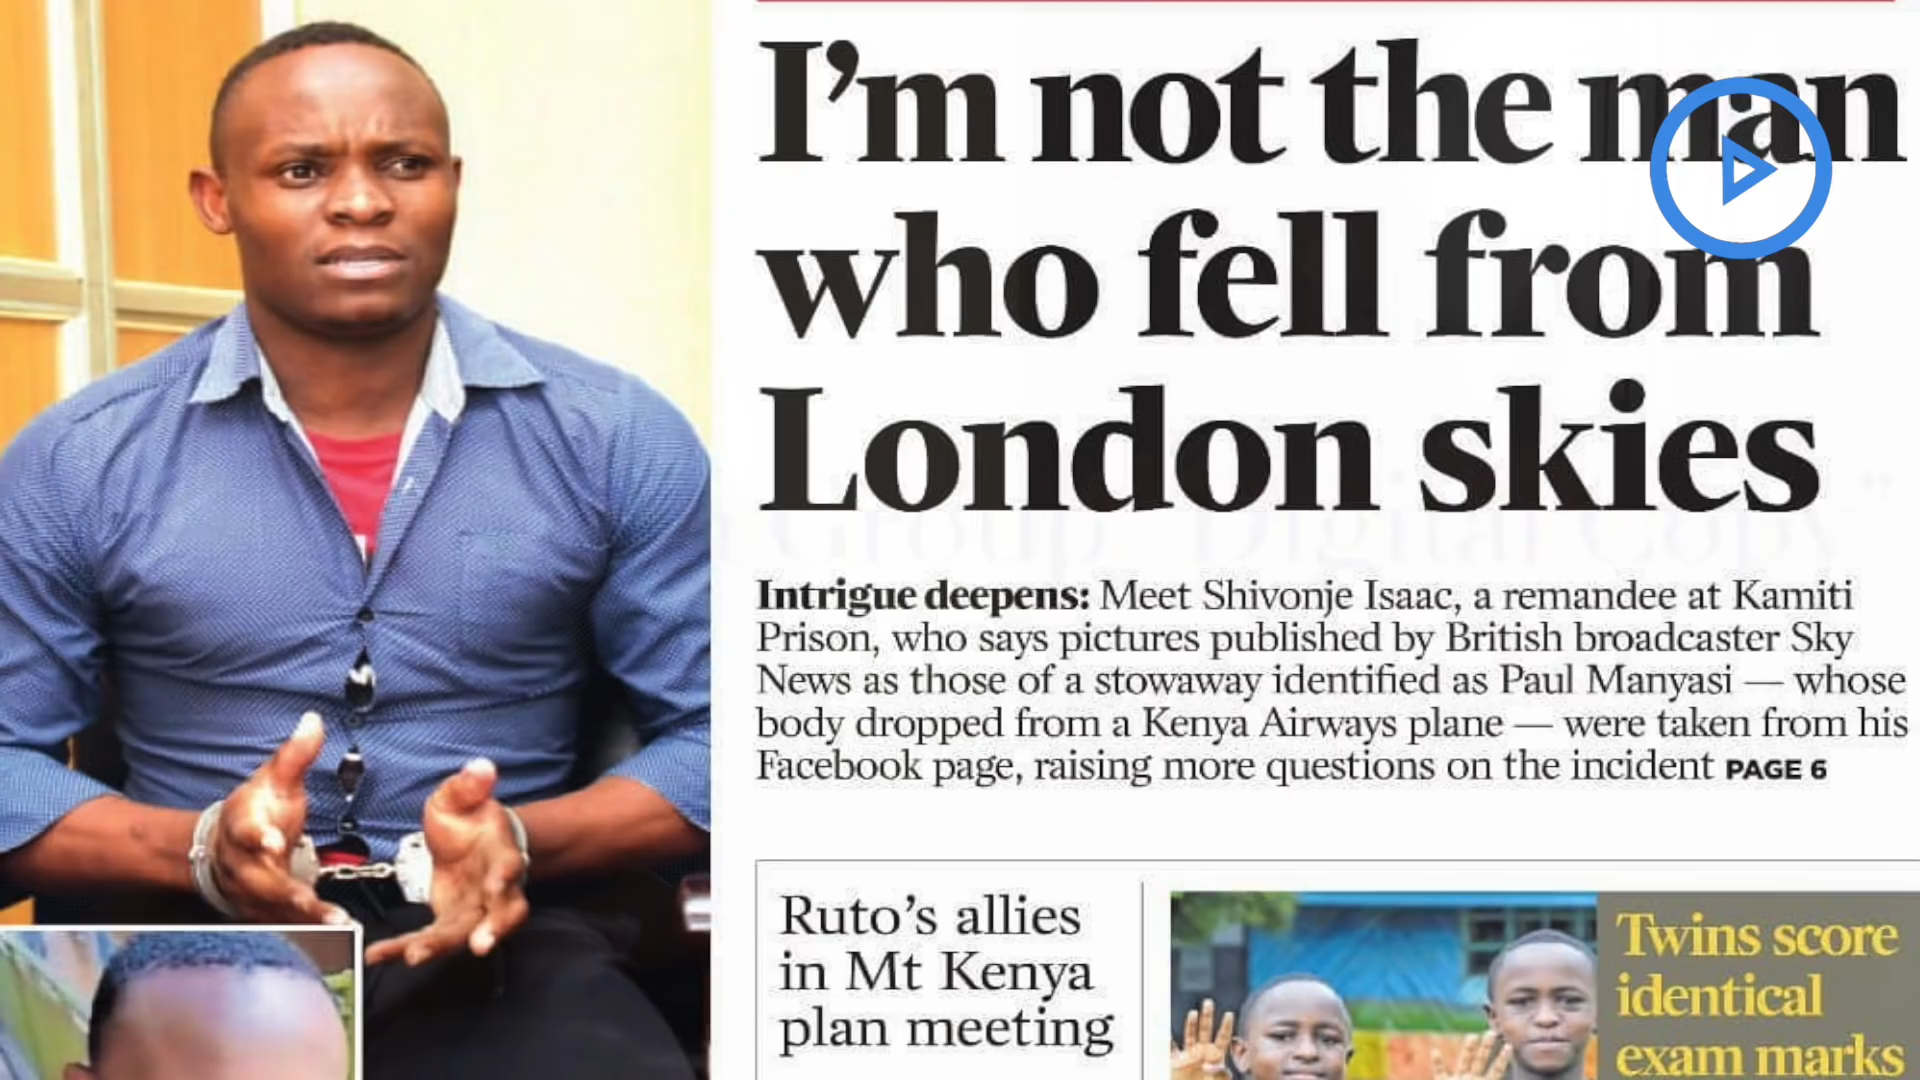 I'm not the man
who fell from
London skies
Group Digital Copy"
Intrigue deepens: Meet Shivonje Isaac, a remandee at Kamiti
Prison, who says pictures published by British broadcaster Sky
News as those of a stowaway identified as Paul Manyasi — whose
body dropped from a Kenya Airways plane — were taken from his
Facebook page, raising more questions on the incident PAGE 6
Ruto's allies
in Mt Kenya
plan meeting
Twins score
identical
exam marks